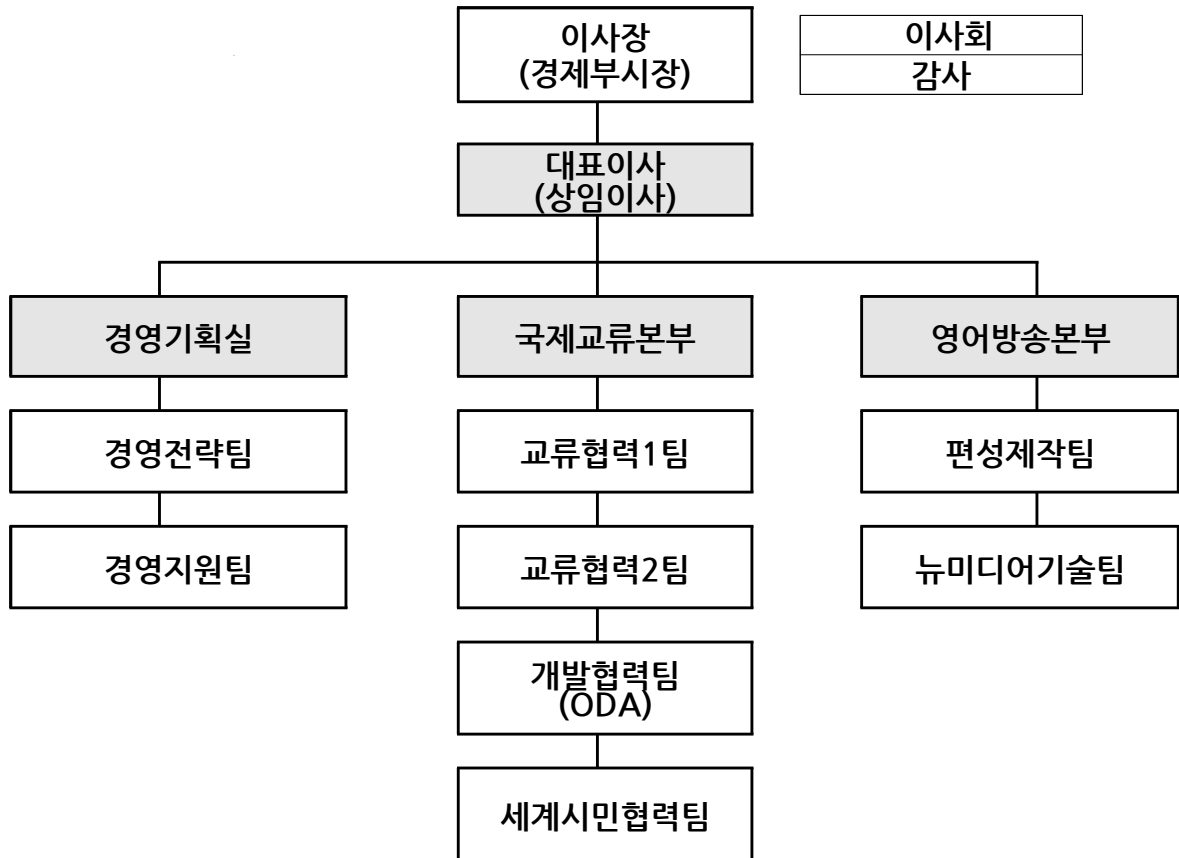 이사장
(경제부시장)
이사회
감사
대표이사
(상임이사)
경영기획실
국제교류본부
영어방송본부
경영전략팀
교류협력1팀
편성제작팀
경영지원팀
교류협력2팀
뉴미디어기술팀
개발협력팀
(ODA)
세계시민협력팀